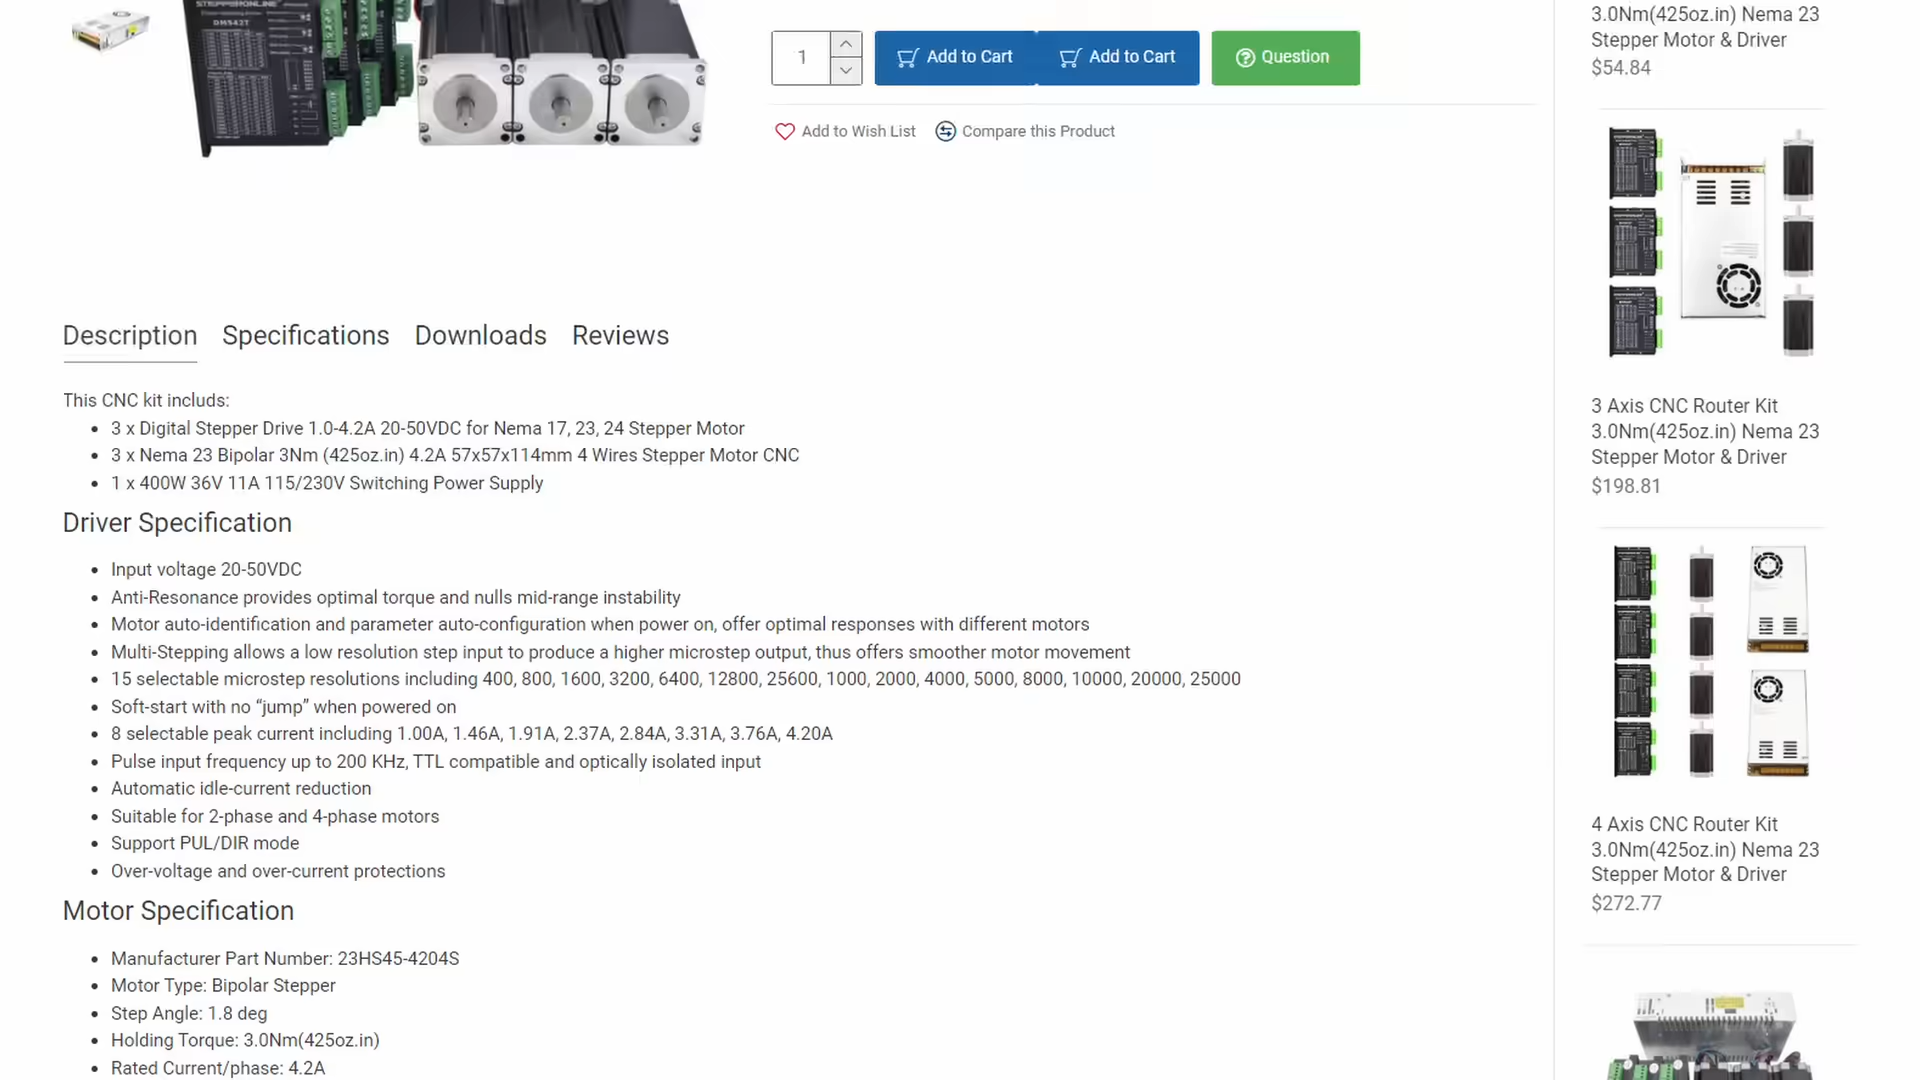 STEPPERONLINE
DM542T
1
Add to Cart
Add to Cart
Question
Add to Wish List
Compare this Product
Description
Specifications
Downloads
Reviews
This CNC kit includs:
3 x Digital Stepper Drive 1.0-4.2A 20-50VDC for Nema 17, 23, 24 Stepper Motor
3 x Nema 23 Bipolar 3Nm (425oz.in) 4.2A 57x57x114mm 4 Wires Stepper Motor CNC
1 x 400W 36V 11A 115/230V Switching Power Supply
Driver Specification
Input voltage 20-50VDC
Anti-Resonance provides optimal torque and nulls mid-range instability
Motor auto-identification and parameter auto-configuration when power on, offer optimal responses with different motors
Multi-Stepping allows a low resolution step input to produce a higher microstep output, thus offers smoother motor movement
15 selectable microstep resolutions including 400, 800, 1600, 3200, 6400, 12800, 25600, 1000, 2000, 4000, 5000, 8000, 10000, 20000, 25000
Soft-start with no “jump” when powered on
8 selectable peak current including 1.00A, 1.46A, 1.91A, 2.37A, 2.84A, 3.31A, 3.76A, 4.20A
Pulse input frequency up to 200 KHz, TTL compatible and optically isolated input
Automatic idle-current reduction
Suitable for 2-phase and 4-phase motors
Support PUL/DIR mode
Over-voltage and over-current protections
Motor Specification
Manufacturer Part Number: 23HS45-4204S
Motor Type: Bipolar Stepper
Step Angle: 1.8 deg
Holding Torque: 3.0Nm(425oz.in)
Rated Current/phase: 4.2A
3.0Nm(425oz.in) Nema 23
Stepper Motor & Driver
$54.84
3 Axis CNC Router Kit
3.0Nm(425oz.in) Nema 23
Stepper Motor & Driver
$198.81
4 Axis CNC Router Kit
3.0Nm(425oz.in) Nema 23
Stepper Motor & Driver
$272.77